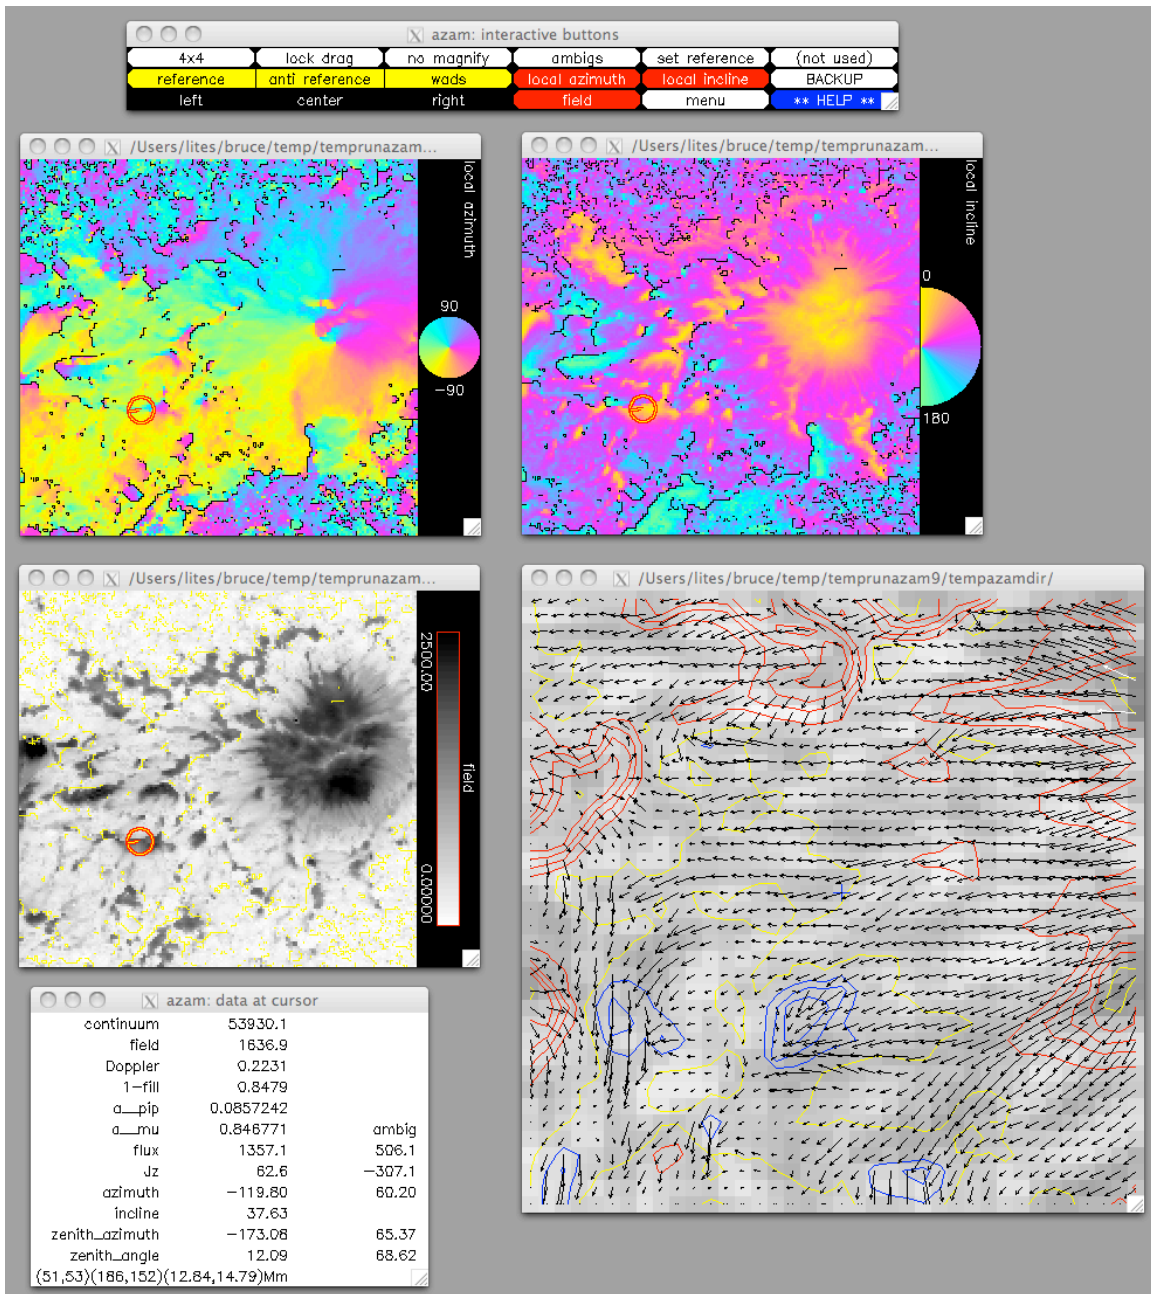 azam: interactive buttons
4x4 lock drag no magnify ambigs set reference (not used)
reference anti reference wads local azimuth local incline BACKUP
left center right field menu ** HELP **
/Users/lites/bruce/temp/temprunazam...
local azimuth
90
-90
/Users/lites/bruce/temp/temprunazam...
local incline
0
180
/Users/lites/bruce/temp/temprunazam...
2500.00
field
0.00000
/Users/lites/bruce/temp/temprunazam9/tempazamdir/
azam: data at cursor
continuum 53930.1
field 1636.9
Doppler 0.2231
1-fill 0.8479
a__pip 0.0857242
a__mu 0.846771 ambig
flux 1357.1 506.1
Jz 62.6 -307.1
azimuth -119.80 60.20
incline 37.63
zenith_azimuth -173.08 65.37
zenith_angle 12.09 68.62
(51,53)(186,152)(12.84,14.79)Mm